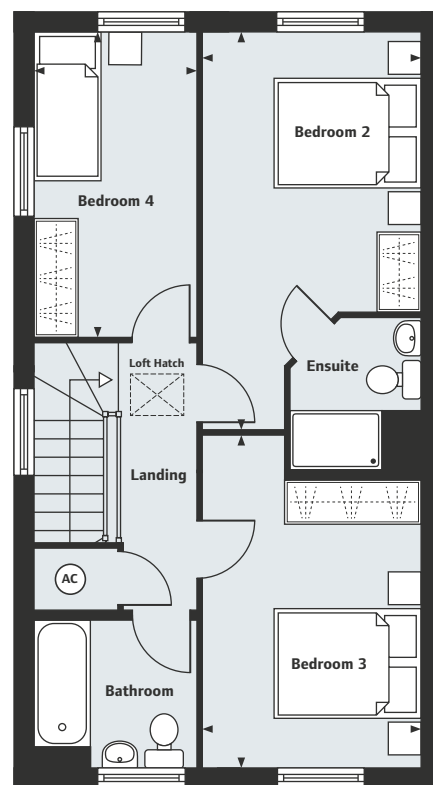 Bedroom 2
Bedroom 4
Loft Hatch
Ensuite
Landing
AC
Bedroom 3
Bathroom